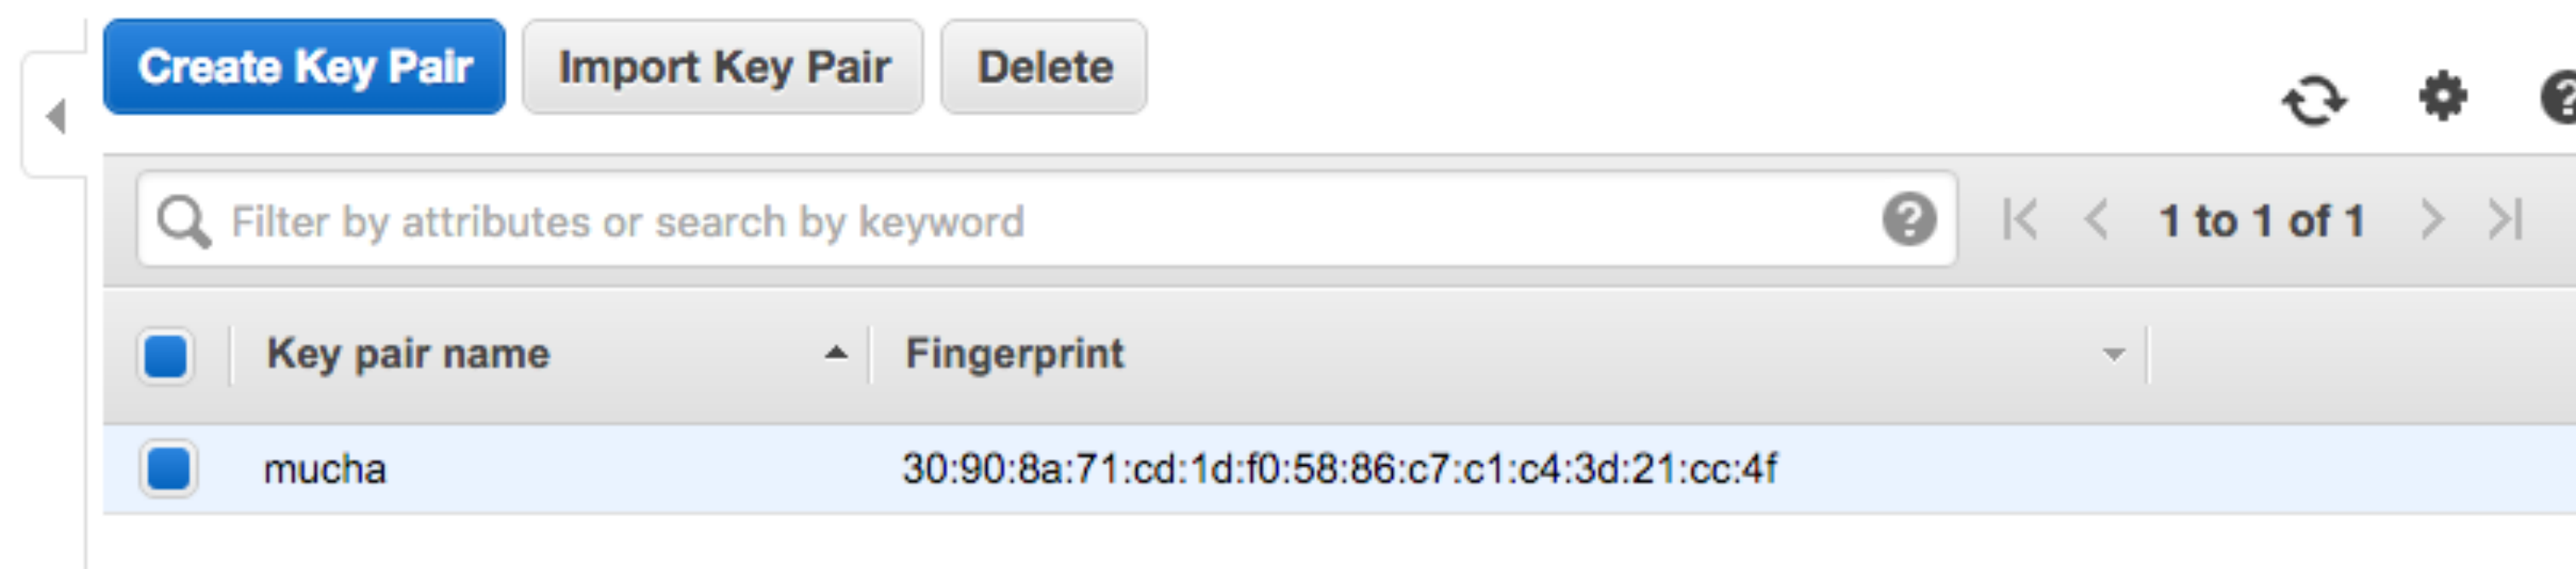 Create Key Pair Import Key Pair Delete
Filter by attributes or search by keyword ? 1 to 1 of 1
Key pair name Fingerprint
mucha 30:90:8a:71:cd:1d:f0:58:86:c7:c1:c4:3d:21:cc:4f